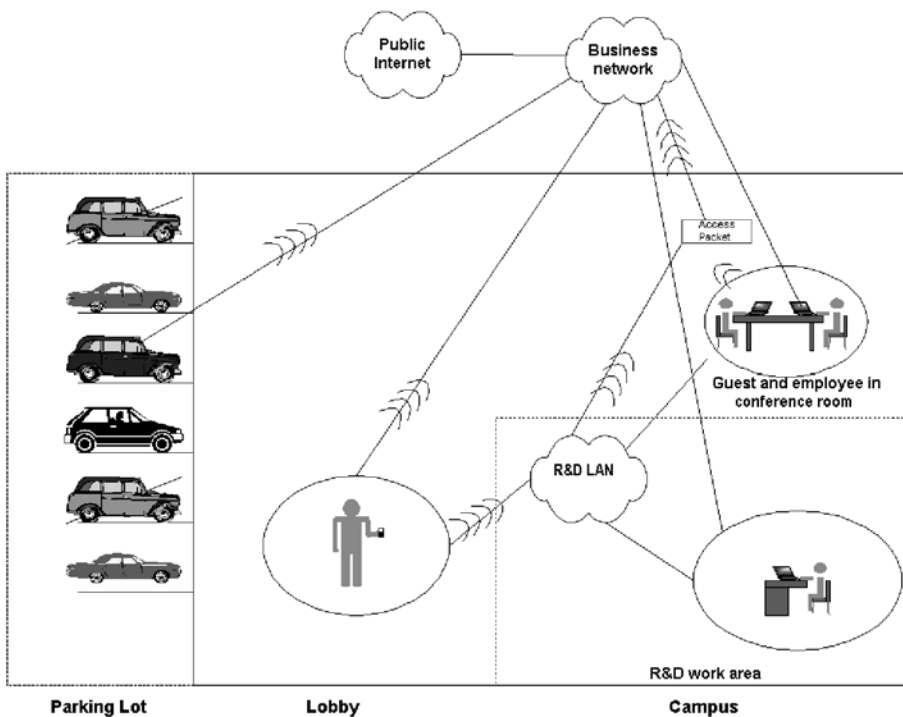 Public
Internet
Business
network
Access
Packet
Guest and employee in
conference room
R&D LAN
R&D work area
Parking Lot
Lobby
Campus